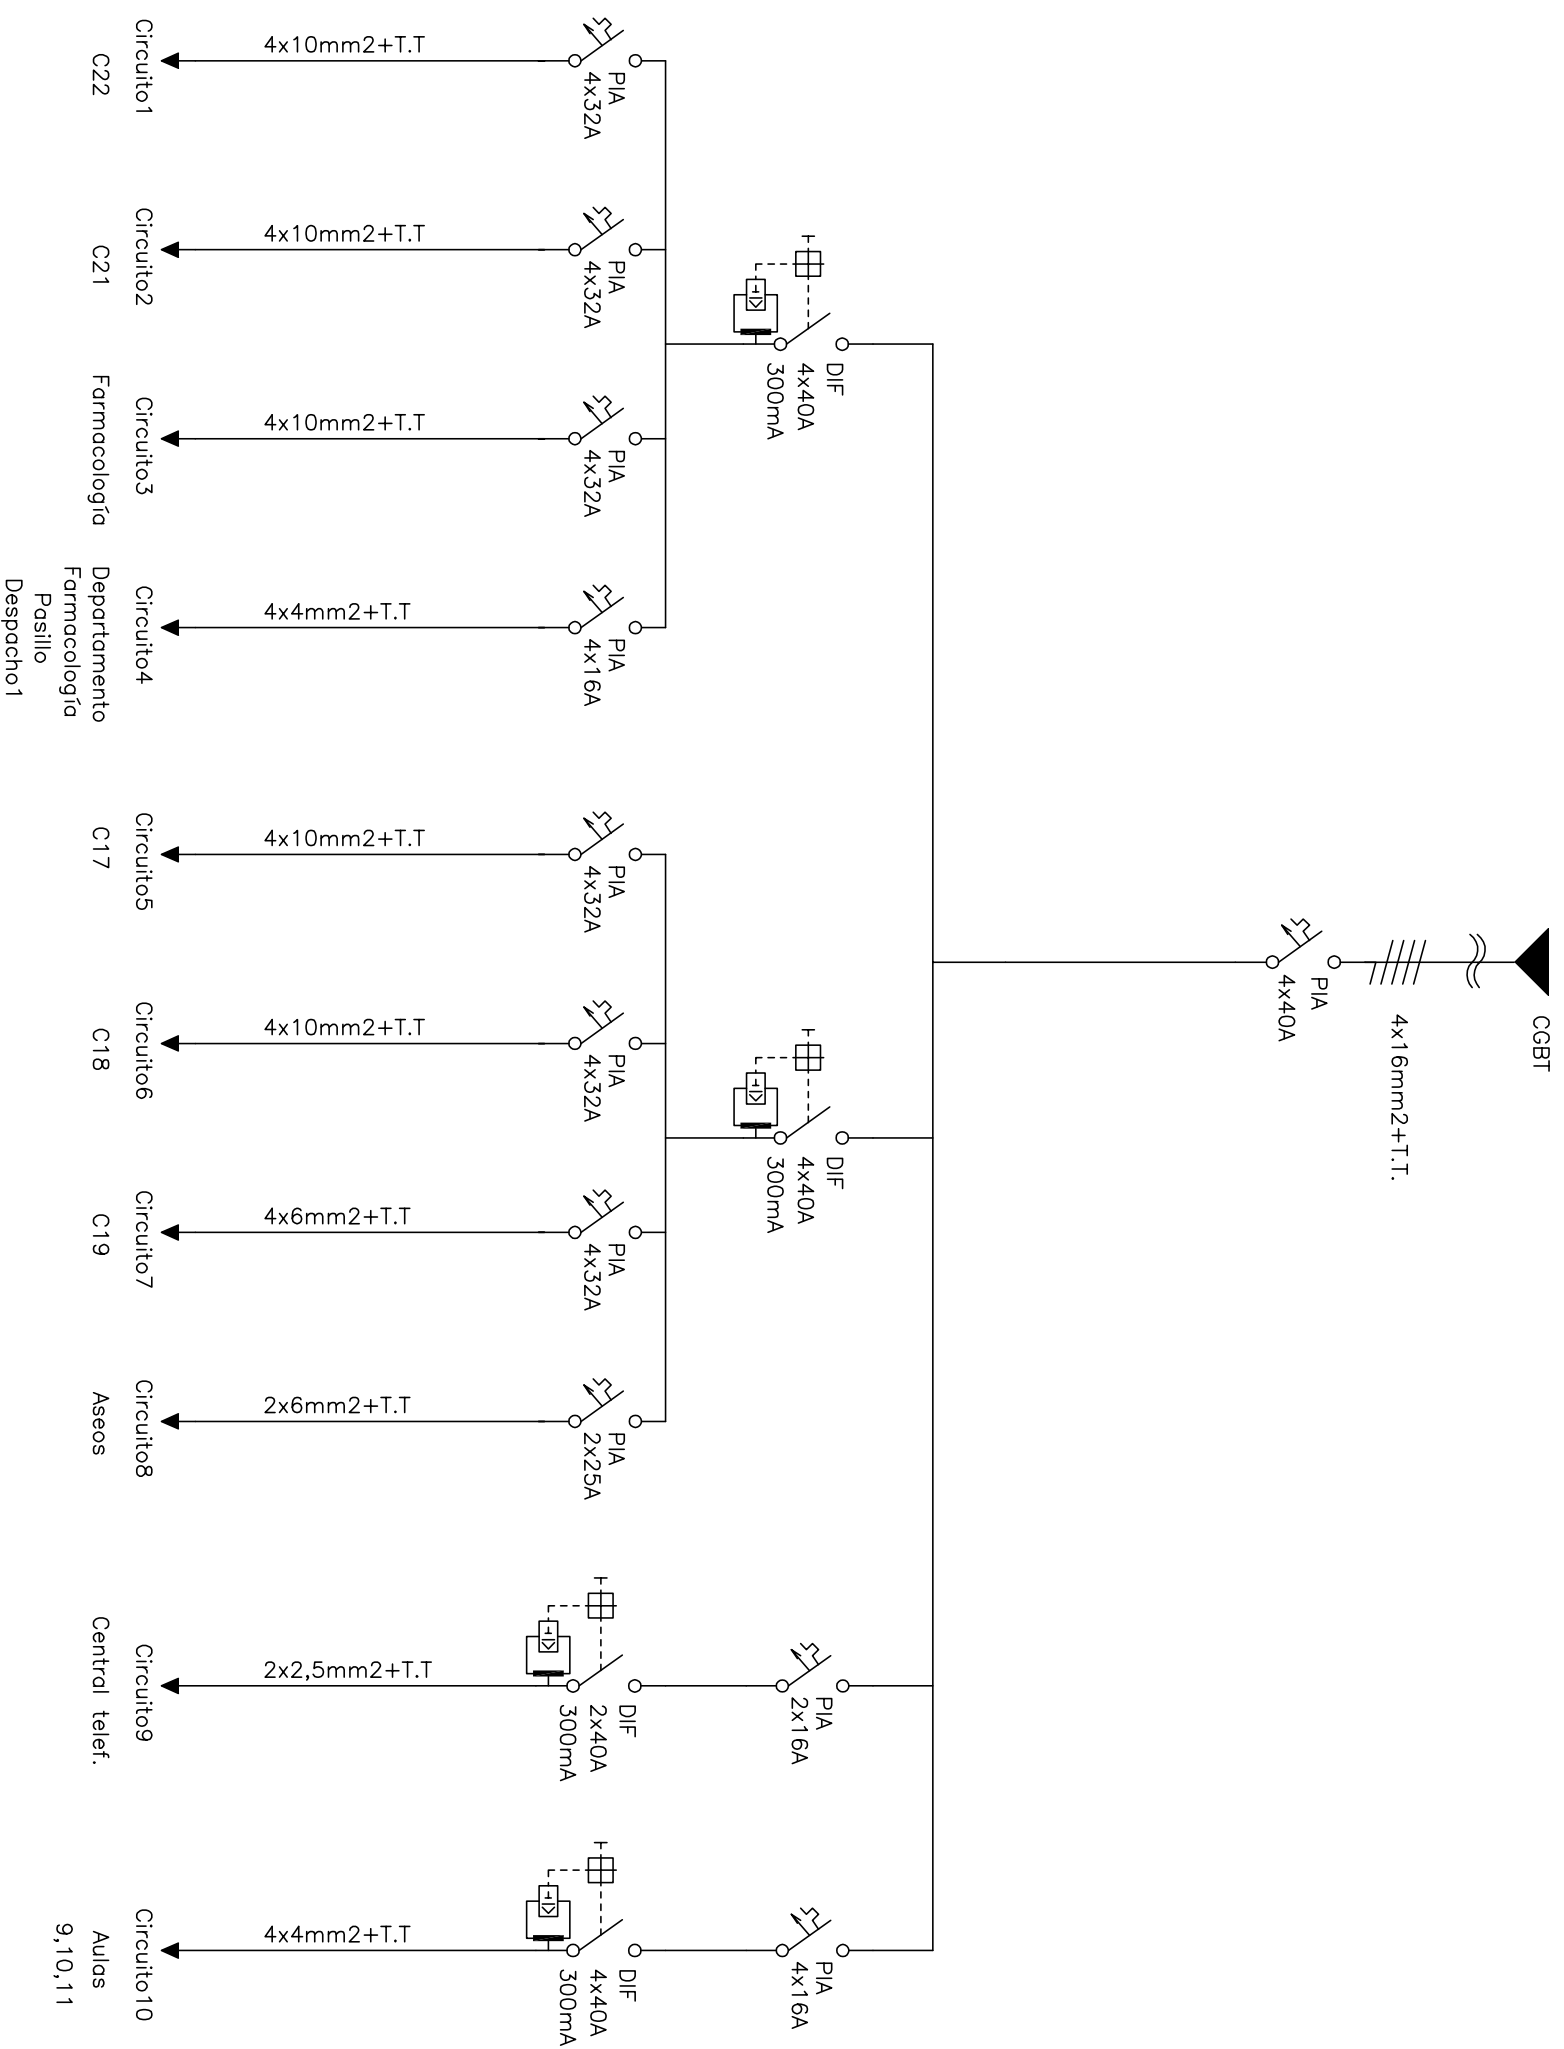 CGBT
4x16mm2+T.T.
PIA
4x40A
DIF
4x40A
300mA
DIF
4x40A
300mA
PIA
2x16A
PIA
4x16A
PIA
4x32A
PIA
4x32A
PIA
4x32A
PIA
4x16A
PIA
4x32A
PIA
4x32A
PIA
4x32A
PIA
2x25A
DIF
2x40A
300mA
DIF
4x40A
300mA
4x10mm2+T.T
4x10mm2+T.T
4x10mm2+T.T
4x4mm2+T.T
4x10mm2+T.T
4x10mm2+T.T
4x6mm2+T.T
2x6mm2+T.T
2x2,5mm2+T.T
4x4mm2+T.T
Circuito1
C22
Circuito2
C21
Circuito3
Farmacología
Circuito4
Departamento
Farmacología
Pasillo
Despacho1
Circuito5
C17
Circuito6
C18
Circuito7
C19
Circuito8
Aseos
Circuito9
Central telef.
Circuito10
Aulas
9,10,11